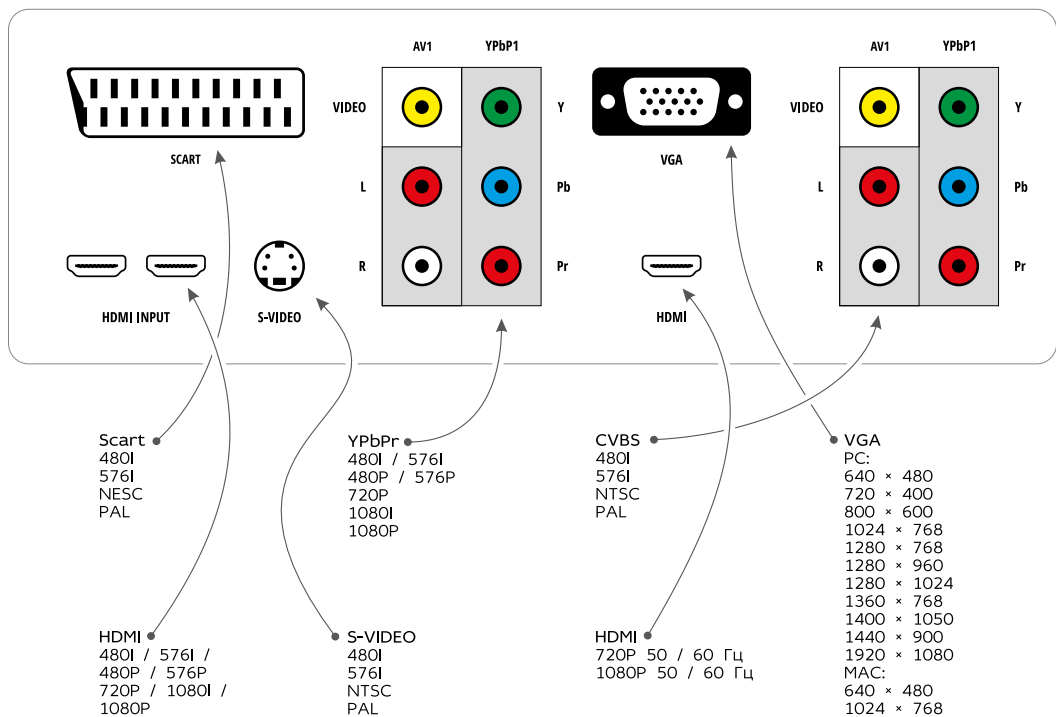 AV1
YPbP1
VIDEO
Y
SCART
L
Pb
R
Pr
HDMI INPUT
S-VIDEO
AV1
YPbP1
VIDEO
Y
VGA
L
Pb
R
Pr
HDMI
Scart
480I
576I
NESC
PAL
YPbPr
480I / 576I
480P / 576P
720P
1080I
1080P
CVBS
480I
576I
NTSC
PAL
VGA
PC:
640 × 480
720 × 400
800 × 600
1024 × 768
1280 × 768
1280 × 960
1280 × 1024
1360 × 768
1400 × 1050
1440 × 900
1920 × 1080
MAC:
640 × 480
1024 × 768
HDMI
480I / 576I /
480P / 576P
720P / 1080I /
1080P
S-VIDEO
480I
576I
NTSC
PAL
HDMI
720P 50 / 60 Гц
1080P 50 / 60 Гц